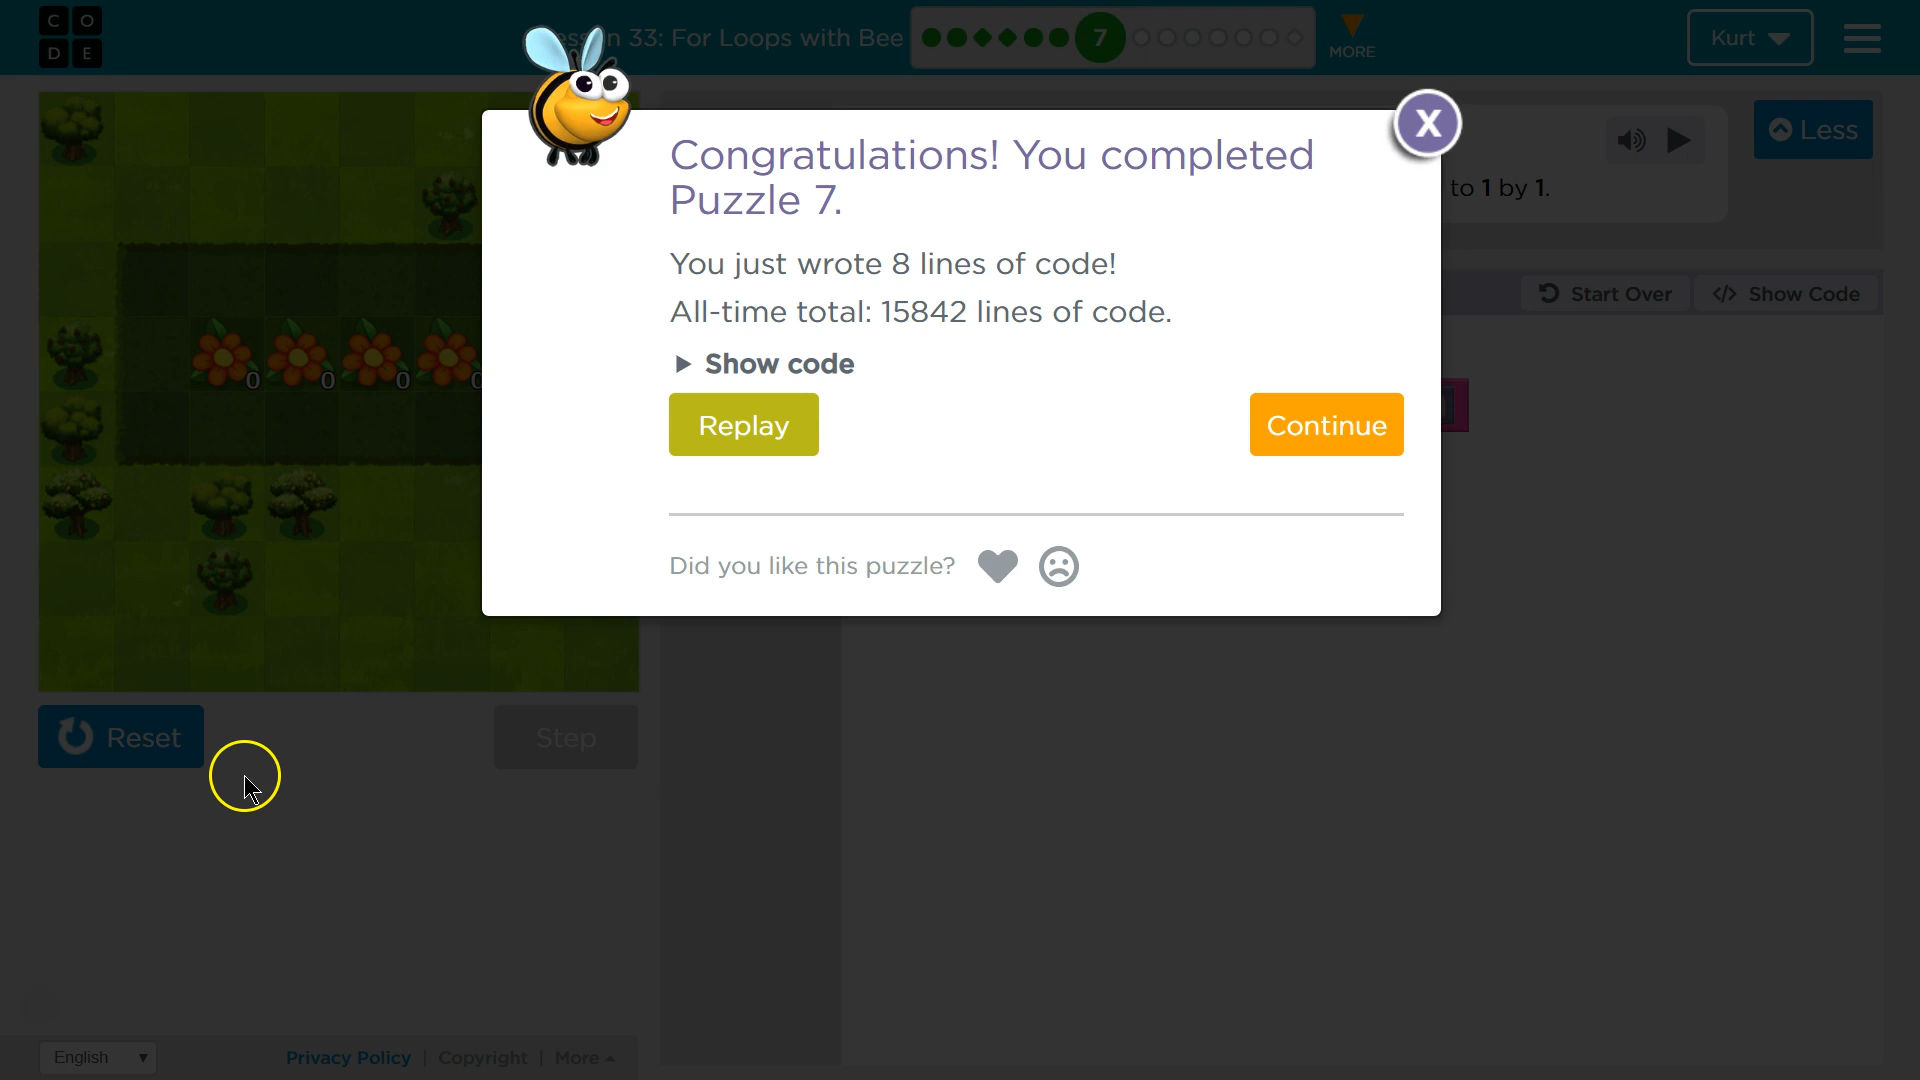 C O
D E
Lesson 33: For Loops with Bee
7
MORE
Kurt
Congratulations! You completed
Puzzle 7.
X
Less
to 1 by 1.
You just wrote 8 lines of code!
All-time total: 15842 lines of code.
Start Over
Show Code
Show code
0 0 0 0
Replay
Continue
Did you like this puzzle?
Reset
Step
English
Privacy Policy | Copyright | More